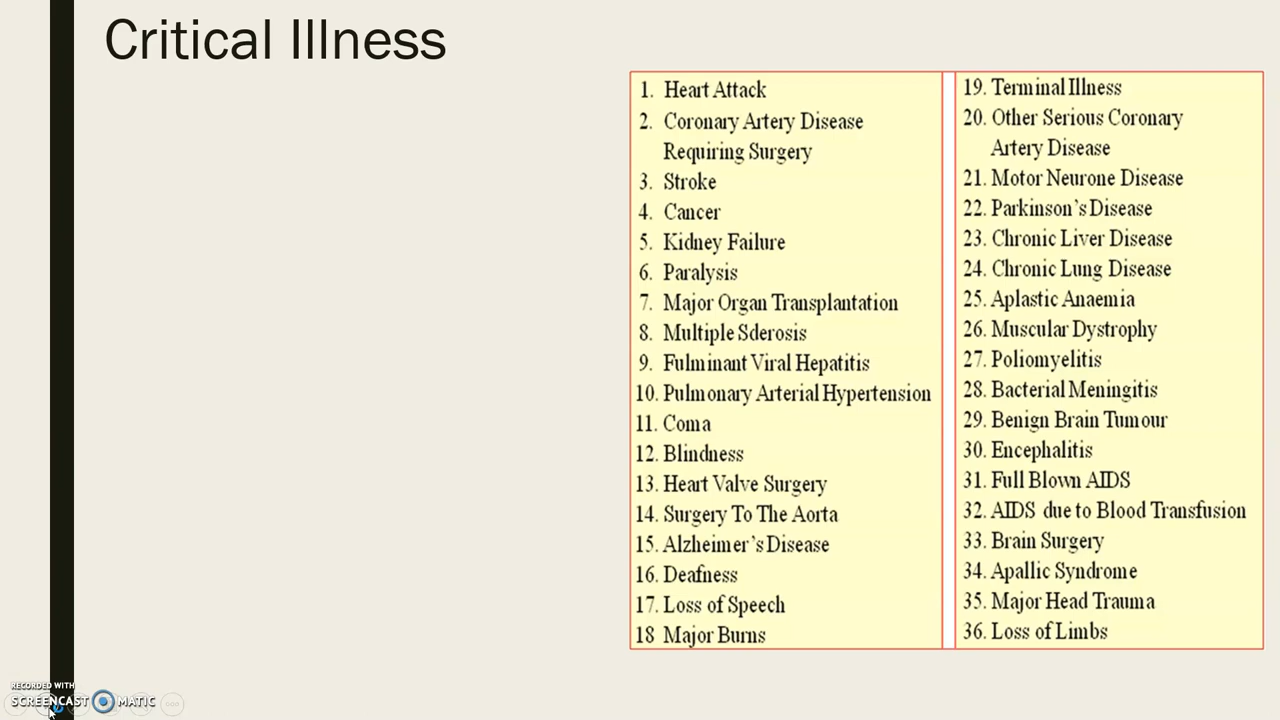 Critical Illness
1. Heart Attack
2. Coronary Artery Disease
Requiring Surgery
3. Stroke
4. Cancer
5. Kidney Failure
6. Paralysis
7. Major Organ Transplantation
8. Multiple Sderosis
9. Fulminant Viral Hepatitis
10. Pulmonary Arterial Hypertension
11. Coma
12. Blindness
13. Heart Valve Surgery
14. Surgery To The Aorta
15. Alzheimer's Disease
16. Deafness
17. Loss of Speech
18 Major Burns
19. Terminal Illness
20. Other Serious Coronary
Artery Disease
21. Motor Neurone Disease
22. Parkinson's Disease
23. Chronic Liver Disease
24. Chronic Lung Disease
25. Aplastic Anaemia
26. Muscular Dystrophy
27. Poliomyelitis
28. Bacterial Meningitis
29. Benign Brain Tumour
30. Encephalitis
31. Full Blown AIDS
32. AIDS due to Blood Transfusion
33. Brain Surgery
34. Apallic Syndrome
35. Major Head Trauma
36. Loss of Limbs
RECORDED WITH
SCREENCAST MATIC